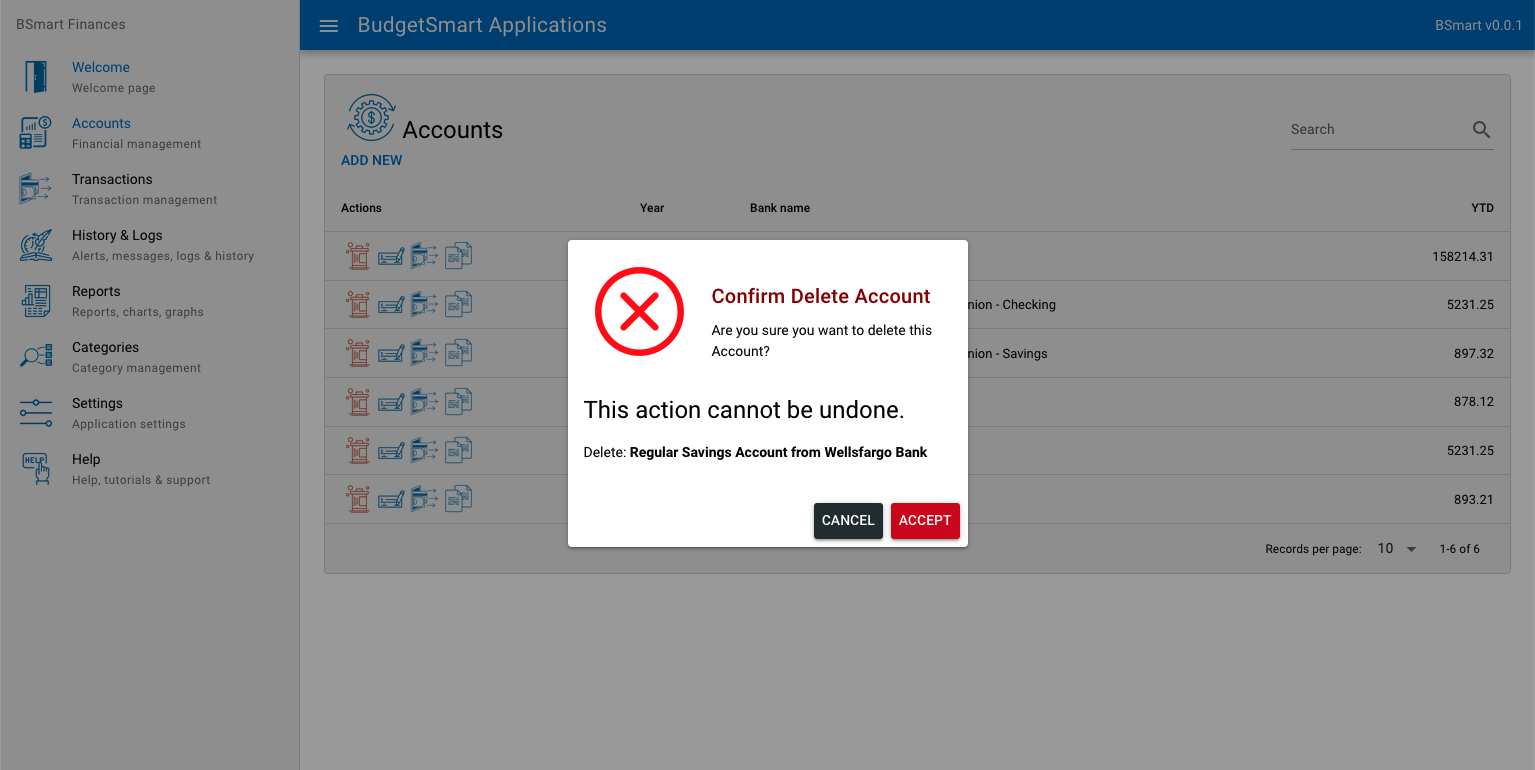 BSmart Finances
BudgetSmart Applications
BSmart v0.0.1
Welcome
Welcome page
Accounts
Financial management
Transactions
Transaction management
History & Logs
Alerts, messages, logs & history
Reports
Reports, charts, graphs
Categories
Category management
Settings
Application settings
HELP
Help
Help, tutorials & support
Accounts
Search
ADD NEW
Actions Year Bank name YTD
158214.31
nion - Checking 5231.25
nion - Savings 897.32
878.12
5231.25
893.21
Records per page: 10 1-6 of 6
Confirm Delete Account
Are you sure you want to delete this
Account?
This action cannot be undone.
Delete: Regular Savings Account from Wellsfargo Bank
CANCEL ACCEPT